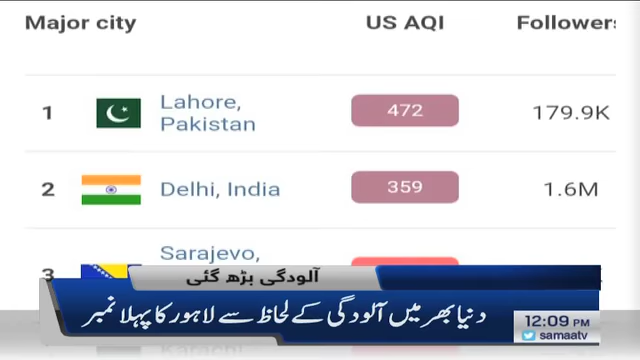 Major city US AQI Followers
1 Lahore, Pakistan 472 179.9K
2 Delhi, India 359 1.6M
3 Sarajevo,
آلودگی بڑھ گئی
دنیا بھر میں آلودگی کے لحاظ سے لاہور کا پہلا نمبر
12:09 PM
samaatv
Karachi